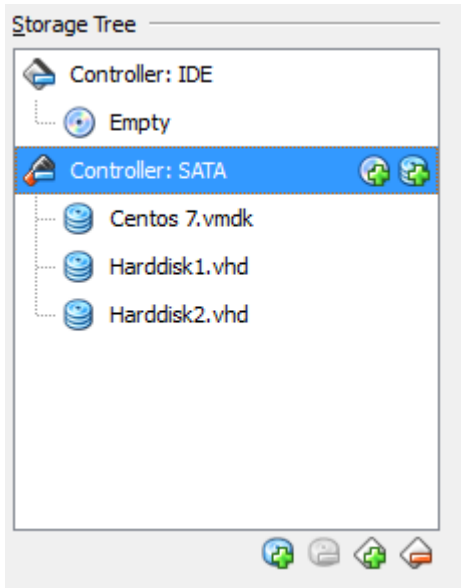 Storage Tree
Controller: IDE
Empty
Controller: SATA
Centos 7.vmdk
Harddisk1.vhd
Harddisk2.vhd